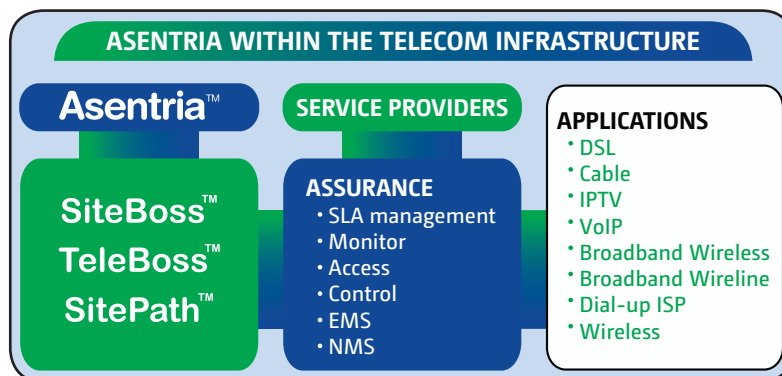 ASENTRIA WITHIN THE TELECOM INFRASTRUCTURE
Asentria™
SiteBoss™
TeleBoss™
SitePath™
SERVICE PROVIDERS
ASSURANCE
• SLA management
• Monitor
• Access
• Control
• EMS
• NMS
APPLICATIONS
• DSL
• Cable
• IPTV
• VoIP
• Broadband Wireless
• Broadband Wireline
• Dial-up ISP
• Wireless